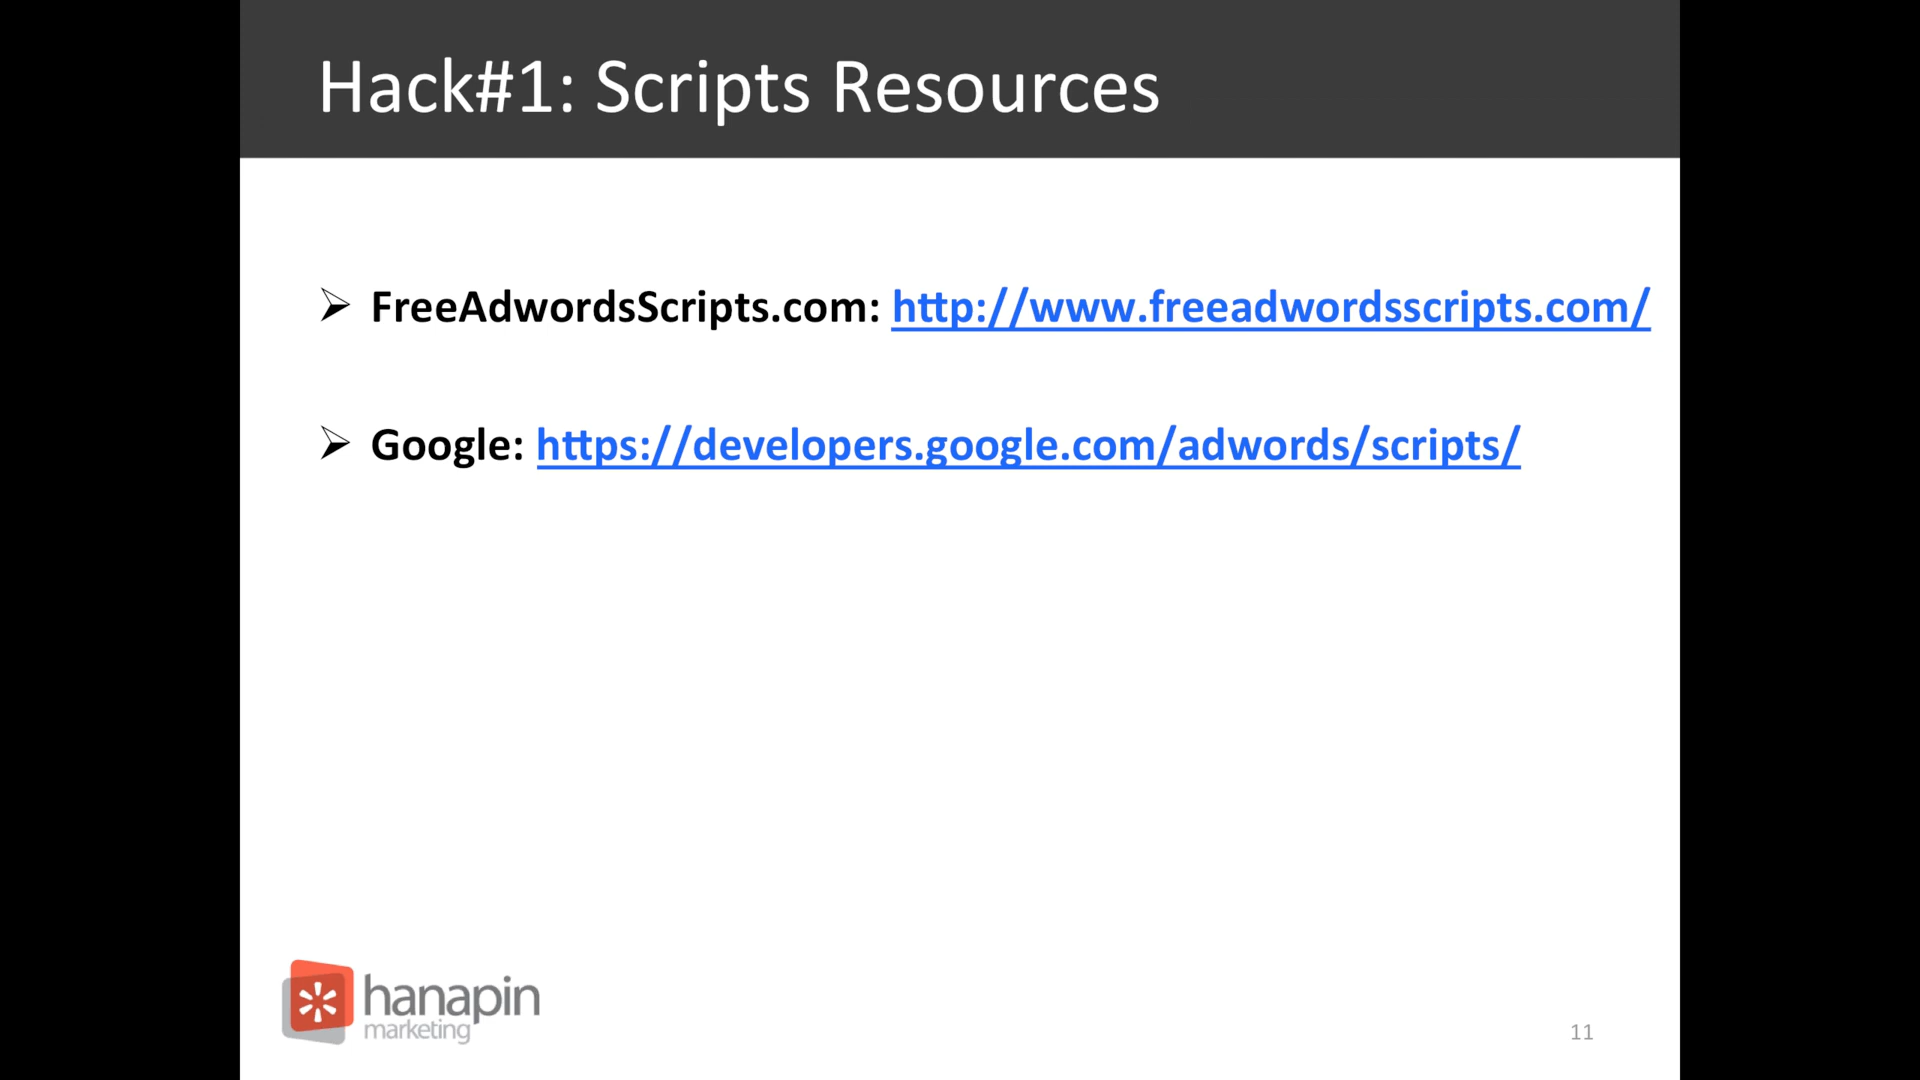 Hack#1: Scripts Resources
➢ FreeAdwordsScripts.com: http://www.freeadwordsscripts.com/
➢ Google: https://developers.google.com/adwords/scripts/
hanapin
marketing
11